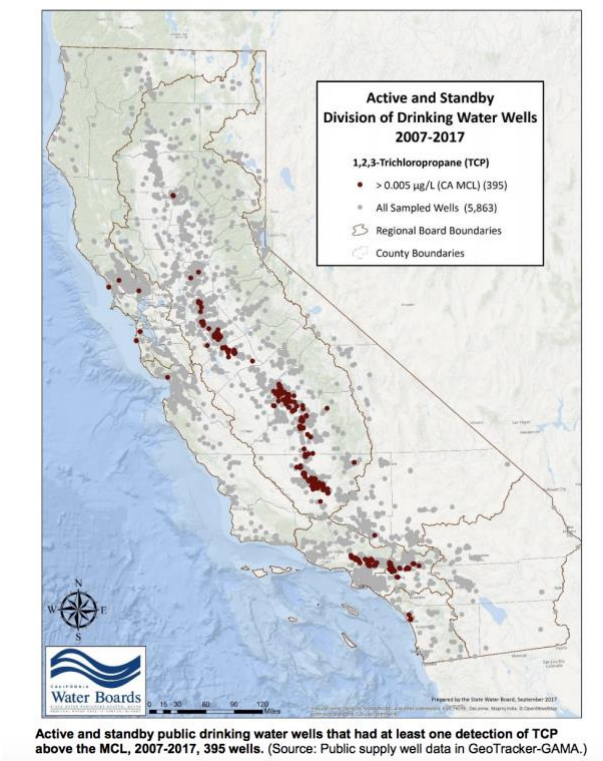 Active and Standby
Division of Drinking Water Wells
2007-2017
1,2,3-Trichloropropane (TCP)
> 0.005 µg/L (CA MCL) (395)
All Sampled Wells (5,863)
Regional Board Boundaries
County Boundaries
N
W E
S
CALIFORNIA
Water Boards
0 15 30 60 90 120
Miles
Prepared by the State Water Board, September 2017
Active and standby public drinking water wells that had at least one detection of TCP
above the MCL, 2007-2017, 395 wells. (Source: Public supply well data in GeoTracker-GAMA.)